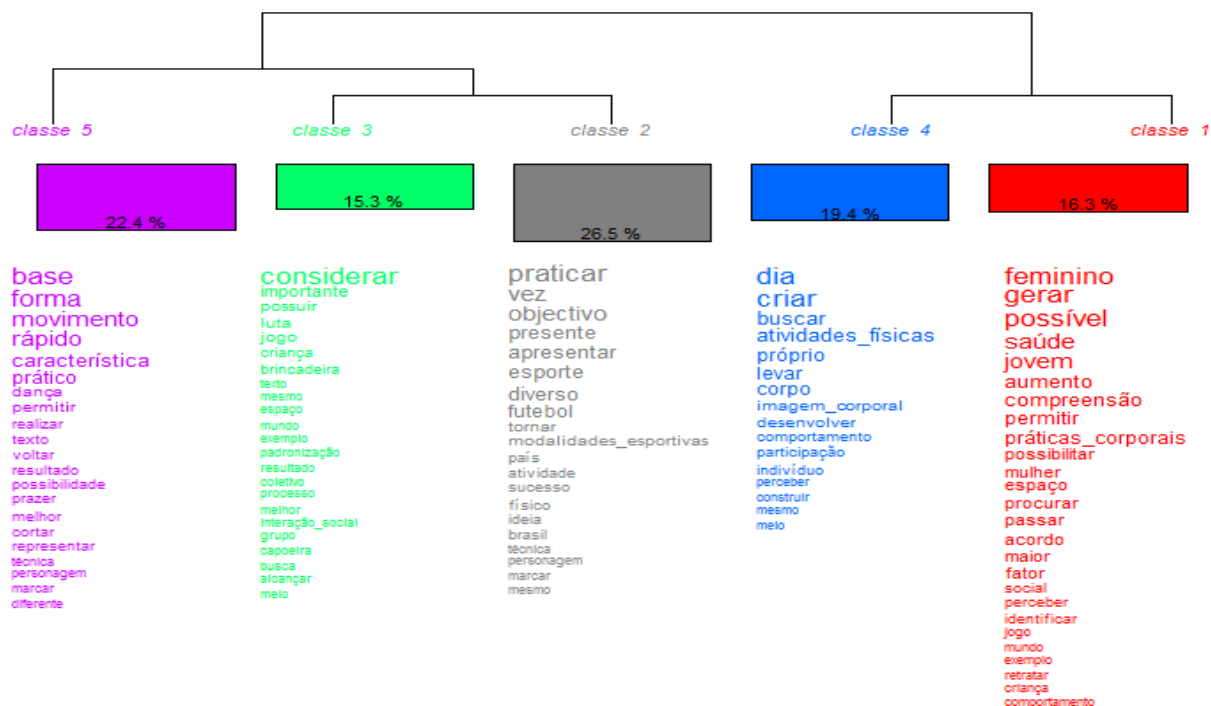 classe 5
classe 3
classe 2
classe 4
classe 1
22.4 %
15.3 %
26.5 %
19.4 %
16.3 %
base
forma
movimento
rápido
característica
prático
dança
permitir
realizar
texto
voltar
resultado
possibilidade
prazer
melhor
cortar
representar
técnica
personagem
marcar
diferente
considerar
importante
possuir
luta
jogo
criança
brincadeira
texto
mesmo
espaço
mundo
exemplo
padronização
resultado
coletivo
processo
melhor
interação_social
grupo
capoeira
busca
alcançar
meio
praticar
vez
objectivo
presente
apresentar
esporte
diverso
futebol
tornar
modalidades_esportivas
país
atividade
sucesso
físico
ideia
brasil
técnica
personagem
marcar
mesmo
dia
criar
buscar
atividades_físicas
próprio
levar
corpo
imagem_corporal
desenvolver
comportamento
participação
indivíduo
perceber
construir
mesmo
meio
feminino
gerar
possível
saúde
jovem
aumento
compreensão
permitir
práticas_corporais
possibilitar
mulher
espaço
procurar
passar
acordo
maior
fator
social
perceber
identificar
jogo
mundo
exemplo
retratar
criança
comportamento